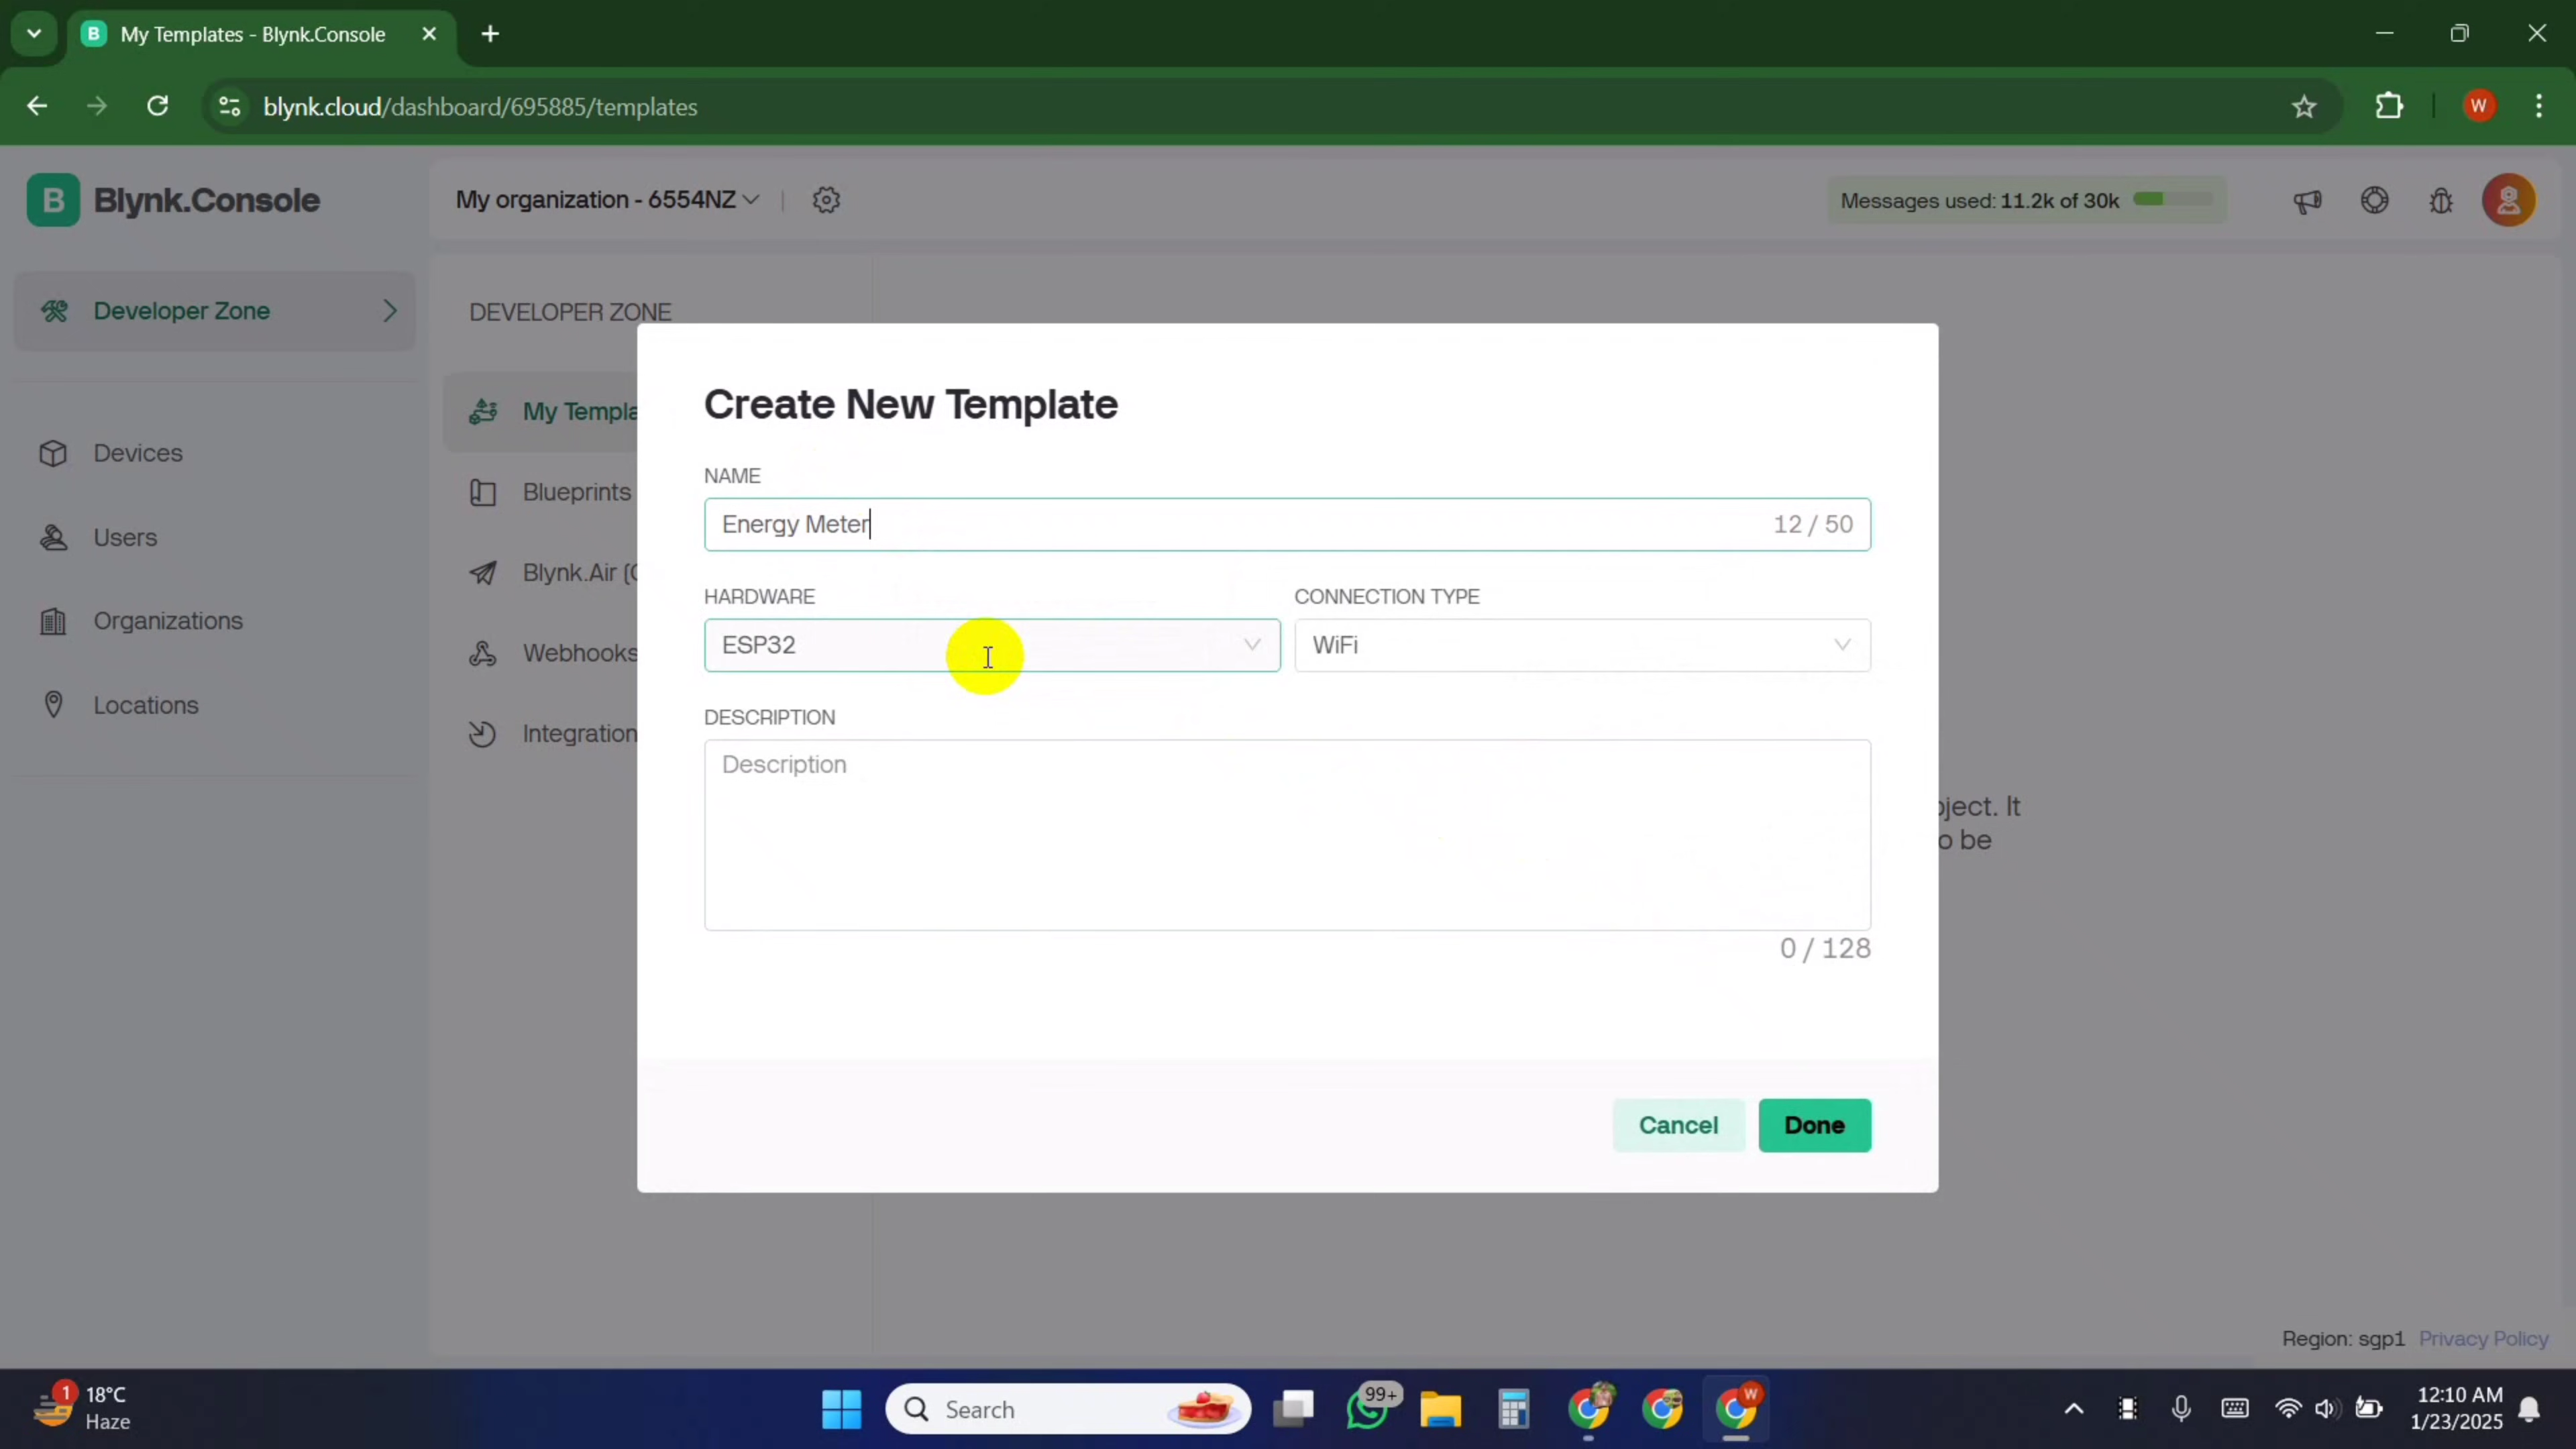 B My Templates - Blynk.Console
blynk.cloud/dashboard/695885/templates
W
B Blynk.Console
My organization - 6554NZ
Messages used: 11.2k of 30k
Developer Zone
DEVELOPER ZONE
Create New Template
My Templa
Devices
NAME
Blueprints
Energy Meter
12 / 50
Users
Blynk.Air (
HARDWARE
CONNECTION TYPE
Organizations
ESP32
WiFi
Webhooks
Locations
DESCRIPTION
Integration
Description
ject. It
o be
0 / 128
Cancel
Done
Region: sgp1 Privacy Policy
1
18°C
Haze
Search
99+
W
12:10 AM
1/23/2025